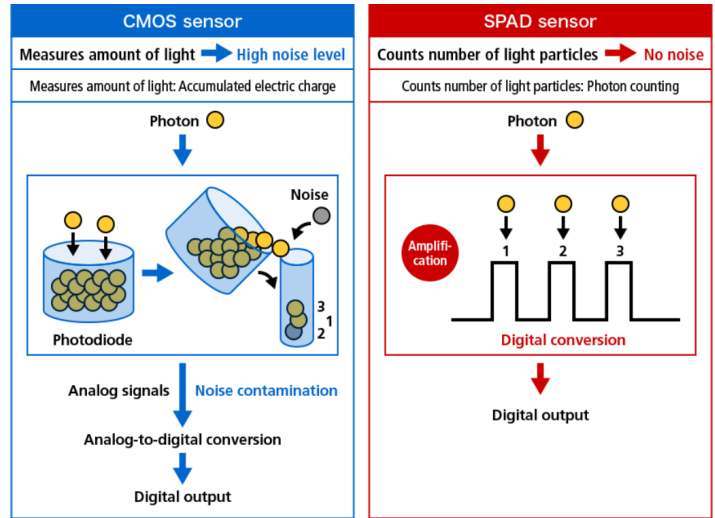 CMOS sensor
Measures amount of light
High noise level
Measures amount of light: Accumulated electric charge
Photon
Noise
3
1
2
Photodiode
Analog signals
Noise contamination
Analog-to-digital conversion
Digital output
SPAD sensor
Counts number of light particles
No noise
Counts number of light particles: Photon counting
Photon
Amplifi-
cation
1 2 3
Digital conversion
Digital output